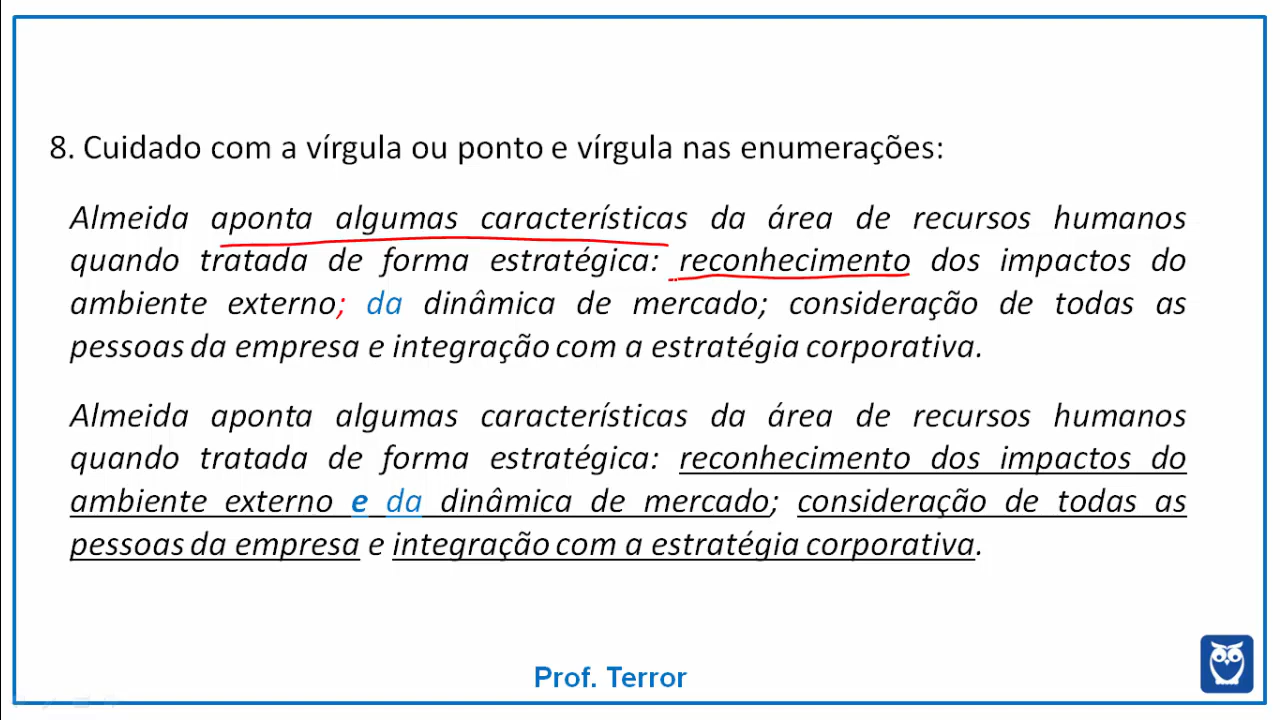 8. Cuidado com a vírgula ou ponto e vírgula nas enumerações:
Almeida aponta algumas características da área de recursos humanos
quando tratada de forma estratégica: reconhecimento dos impactos do
ambiente externo; da dinâmica de mercado; consideração de todas as
pessoas da empresa e integração com a estratégia corporativa.
Almeida aponta algumas características da área de recursos humanos
quando tratada de forma estratégica: reconhecimento dos impactos do
ambiente externo e da dinâmica de mercado; consideração de todas as
pessoas da empresa e integração com a estratégia corporativa.
Prof. Terror